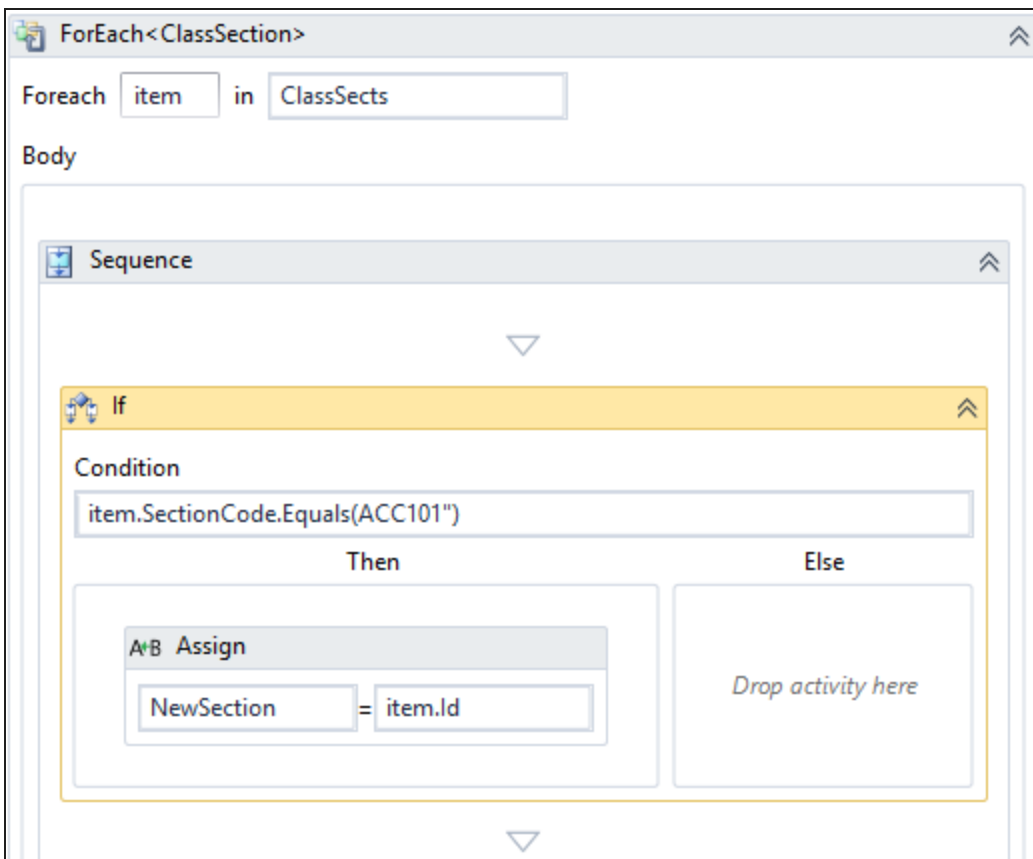 ForEach<ClassSection>
Foreach item in ClassSects
Body
Sequence
If
Condition
item.SectionCode.Equals(ACC101")
Then Else
A+B Assign
NewSection = item.Id
Drop activity here